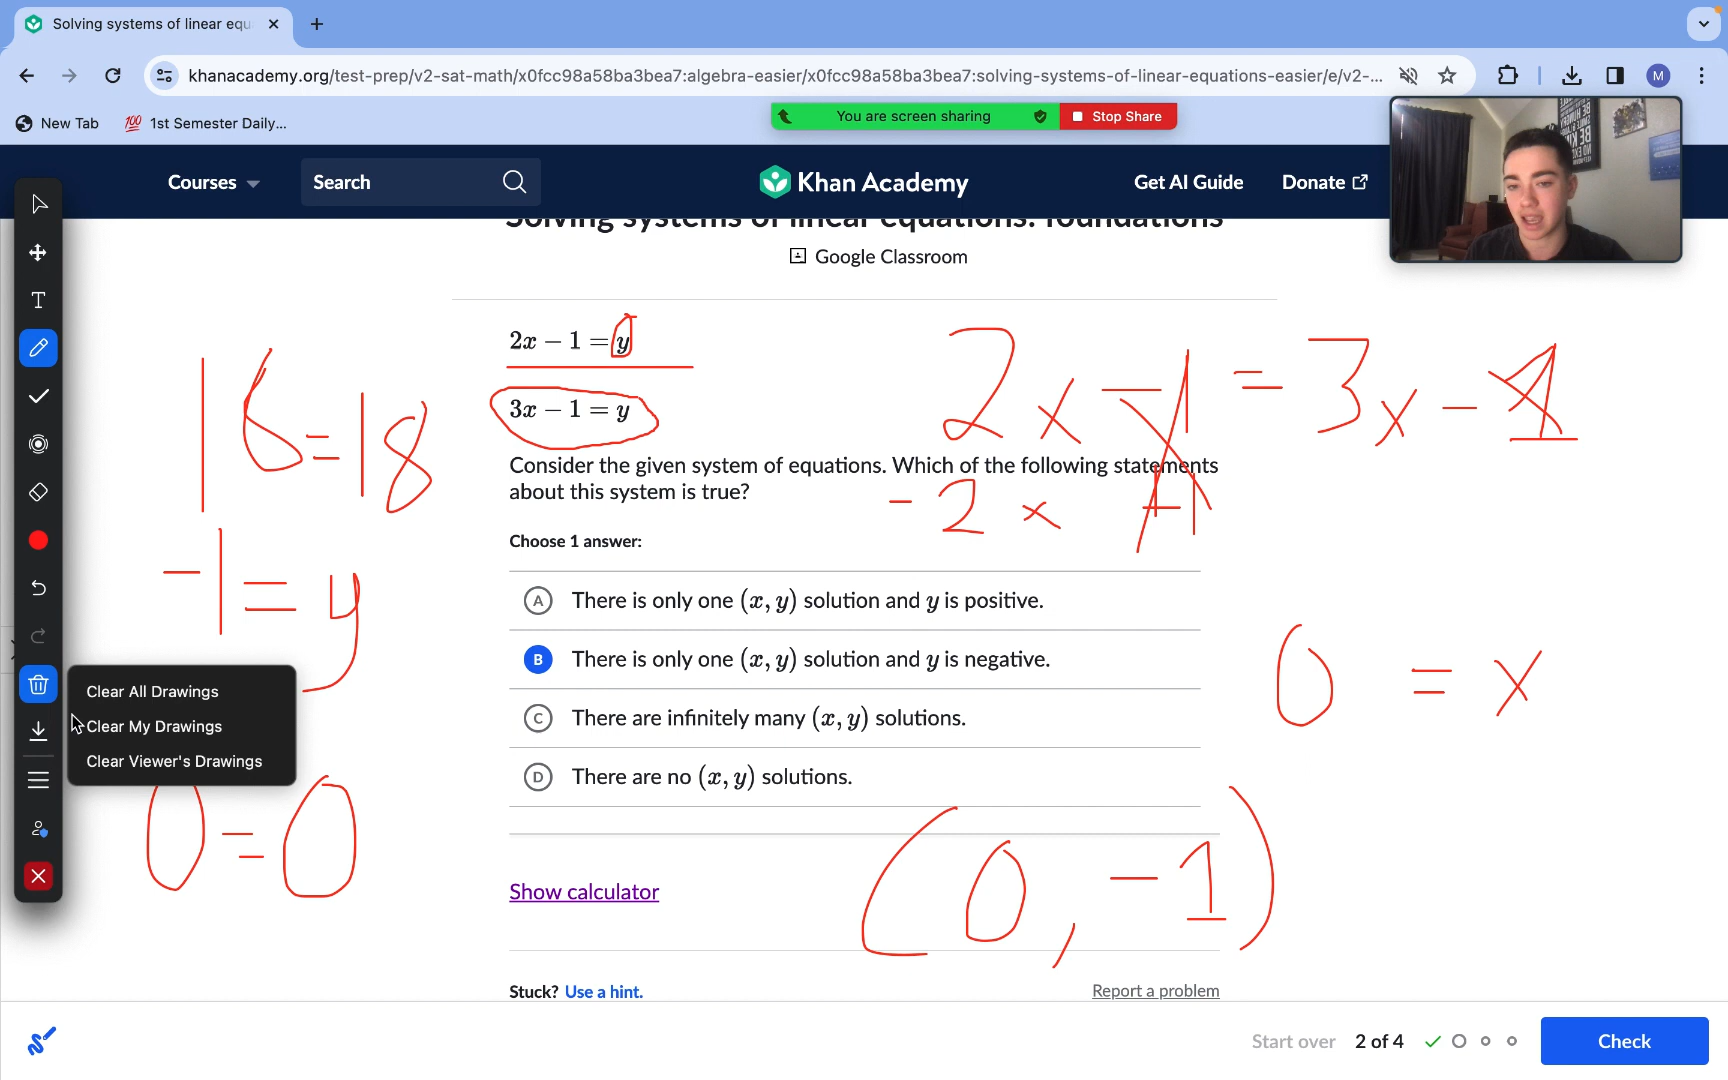 Solving systems of linear equ
khanacademy.org/test-prep/v2-sat-math/x0fcc98a58ba3bea7:algebra-easier/x0fcc98a58ba3bea7:solving-systems-of-linear-equations-easier/e/v2-...
M
New Tab
💯 1st Semester Daily...
You are screen sharing
Stop Share
Courses
Search
Khan Academy
Get AI Guide
Donate
Solving systems of linear equations: foundations
Google Classroom
2x − 1 = y
3x − 1 = y
2x - 1 = 3x - 1
16 = 18
Consider the given system of equations. Which of the following statements
about this system is true?
- 2x +1
Choose 1 answer:
-1 = y
A There is only one (x, y) solution and y is positive.
B There is only one (x, y) solution and y is negative.
0 = x
C There are infinitely many (x, y) solutions.
D There are no (x, y) solutions.
Clear All Drawings
Clear My Drawings
Clear Viewer's Drawings
0 = 0
(0, -1)
Show calculator
Stuck? Use a hint.
Report a problem
Start over
2 of 4
Check